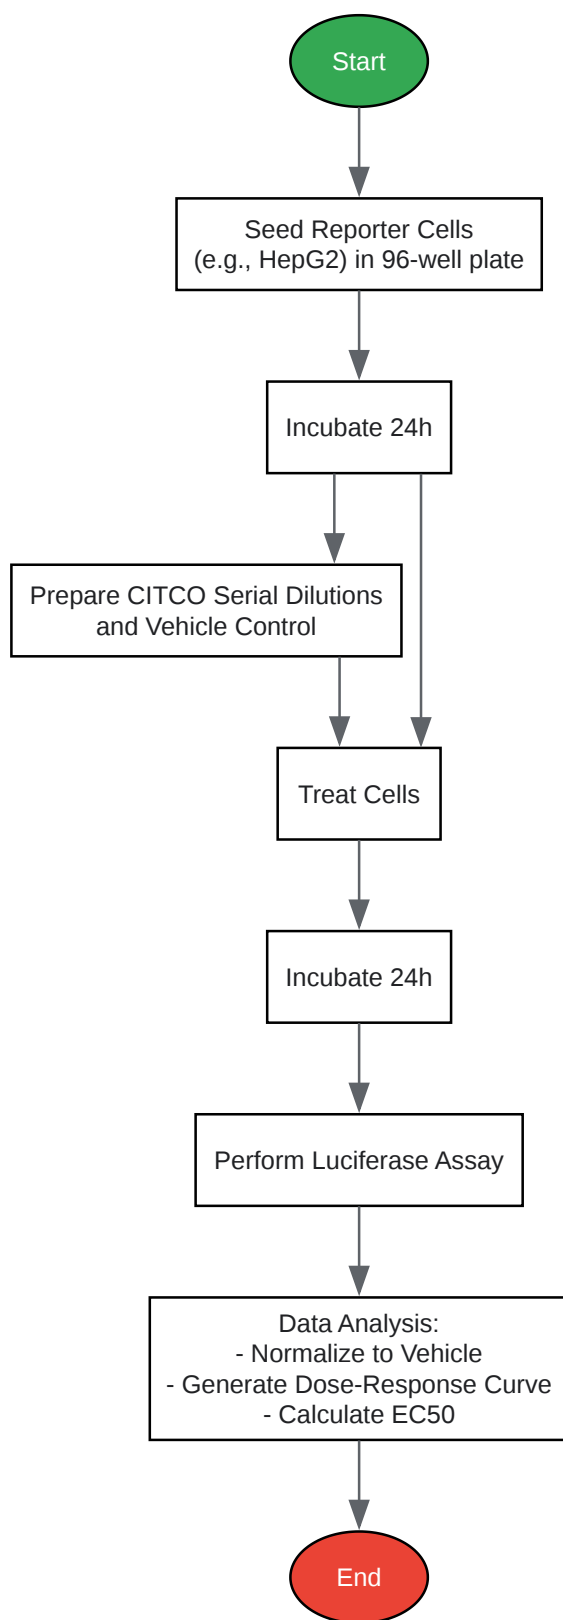 Start
Seed Reporter Cells
(e.g., HepG2) in 96-well plate
Incubate 24h
Prepare CITCO Serial Dilutions
and Vehicle Control
Treat Cells
Incubate 24h
Perform Luciferase Assay
Data Analysis:
- Normalize to Vehicle
- Generate Dose-Response Curve
- Calculate EC50
End